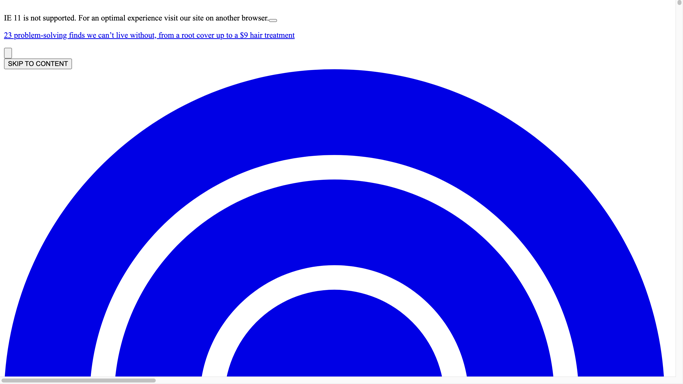 IE 11 is not supported. For an optimal experience visit our site on another browser.
23 problem-solving finds we can’t live without, from a root cover up to a $9 hair treatment
SKIP TO CONTENT